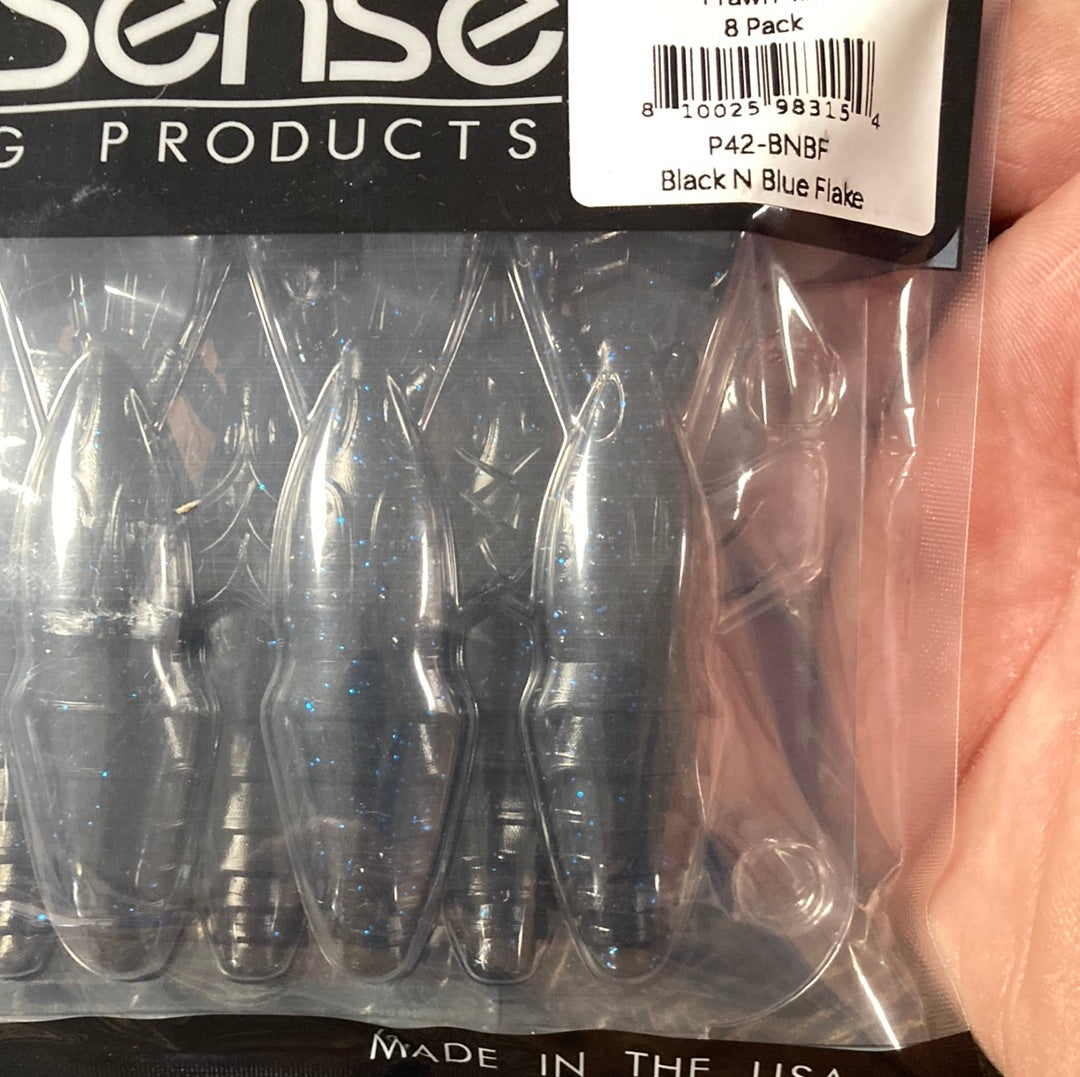 sense
G PRODUCTS
8 Pack
8 10025 98315 4
P42-BNBF
Black N Blue Flake
MADE IN THE USA